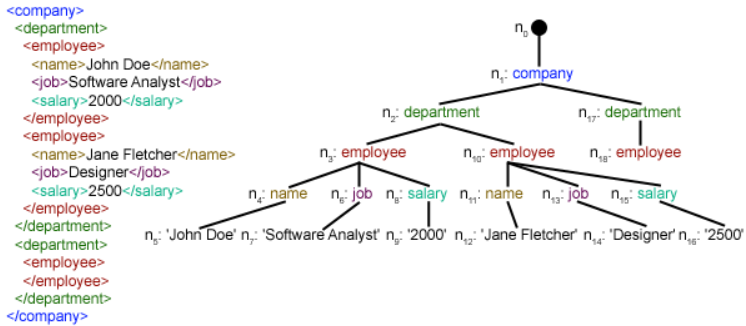 <company>
<department>
<employee>
<name>John Doe</name>
<job>Software Analyst</job>
<salary>2000</salary>
</employee>
<employee>
<name>Jane Fletcher</name>
<job>Designer</job>
<salary>2500</salary>
</employee>
</department>
<department>
<employee>
</employee>
</department>
</company>
n0
n1: company
n2: department n17: department
n3: employee n10: employee n18: employee
n4: name n6: job n8: salary n11: name n13: job n15: salary
n5: 'John Doe' n7: 'Software Analyst' n9: '2000' n12: 'Jane Fletcher' n14: 'Designer' n16: '2500'